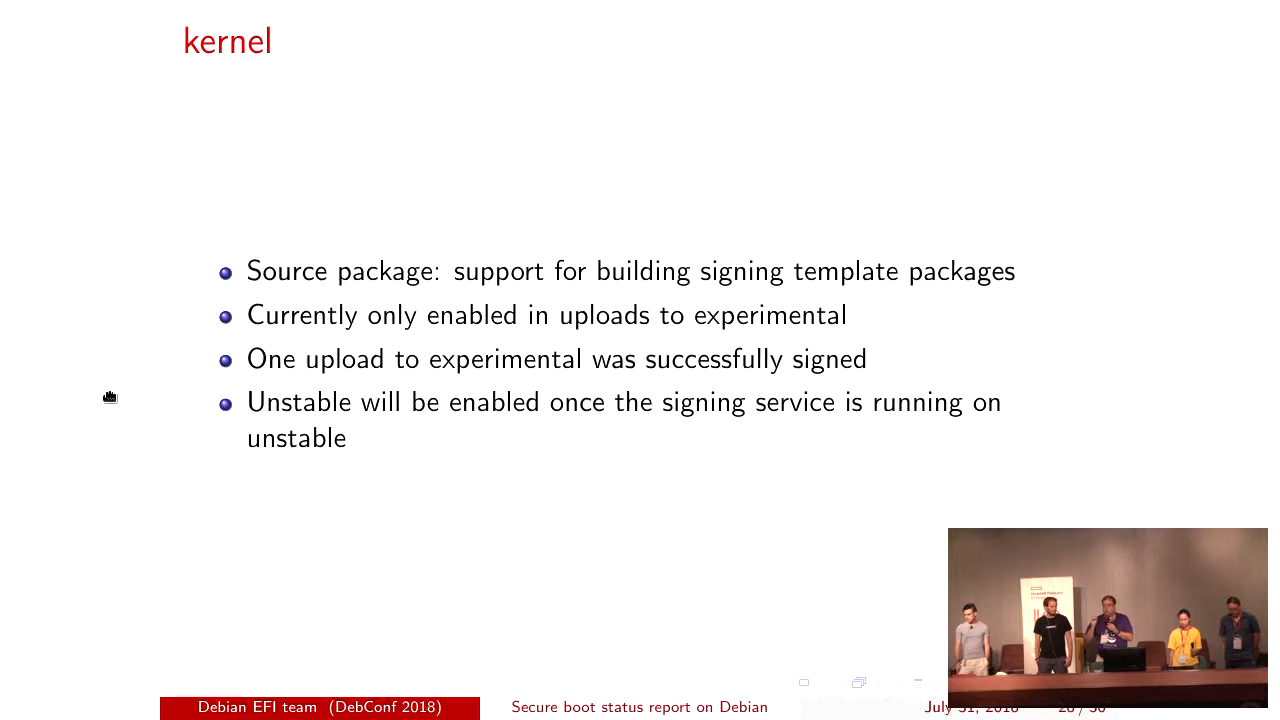 kernel
Source package: support for building signing template packages
Currently only enabled in uploads to experimental
One upload to experimental was successfully signed
Unstable will be enabled once the signing service is running on
unstable
Debian EFI team (DebConf 2018)
Secure boot status report on Debian
July 31, 2018